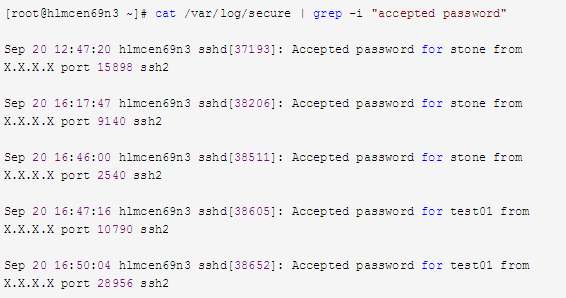 [root@hlmcen69n3 ~]# cat /var/log/secure | grep -i "accepted password"
Sep 20 12:47:20 hlmcen69n3 sshd[37193]: Accepted password for stone from
X.X.X.X port 15898 ssh2
Sep 20 16:17:47 hlmcen69n3 sshd[38206]: Accepted password for stone from
X.X.X.X port 9140 ssh2
Sep 20 16:46:00 hlmcen69n3 sshd[38511]: Accepted password for stone from
X.X.X.X port 2540 ssh2
Sep 20 16:47:16 hlmcen69n3 sshd[38605]: Accepted password for test01 from
X.X.X.X port 10790 ssh2
Sep 20 16:50:04 hlmcen69n3 sshd[38652]: Accepted password for test01 from
X.X.X.X port 28956 ssh2